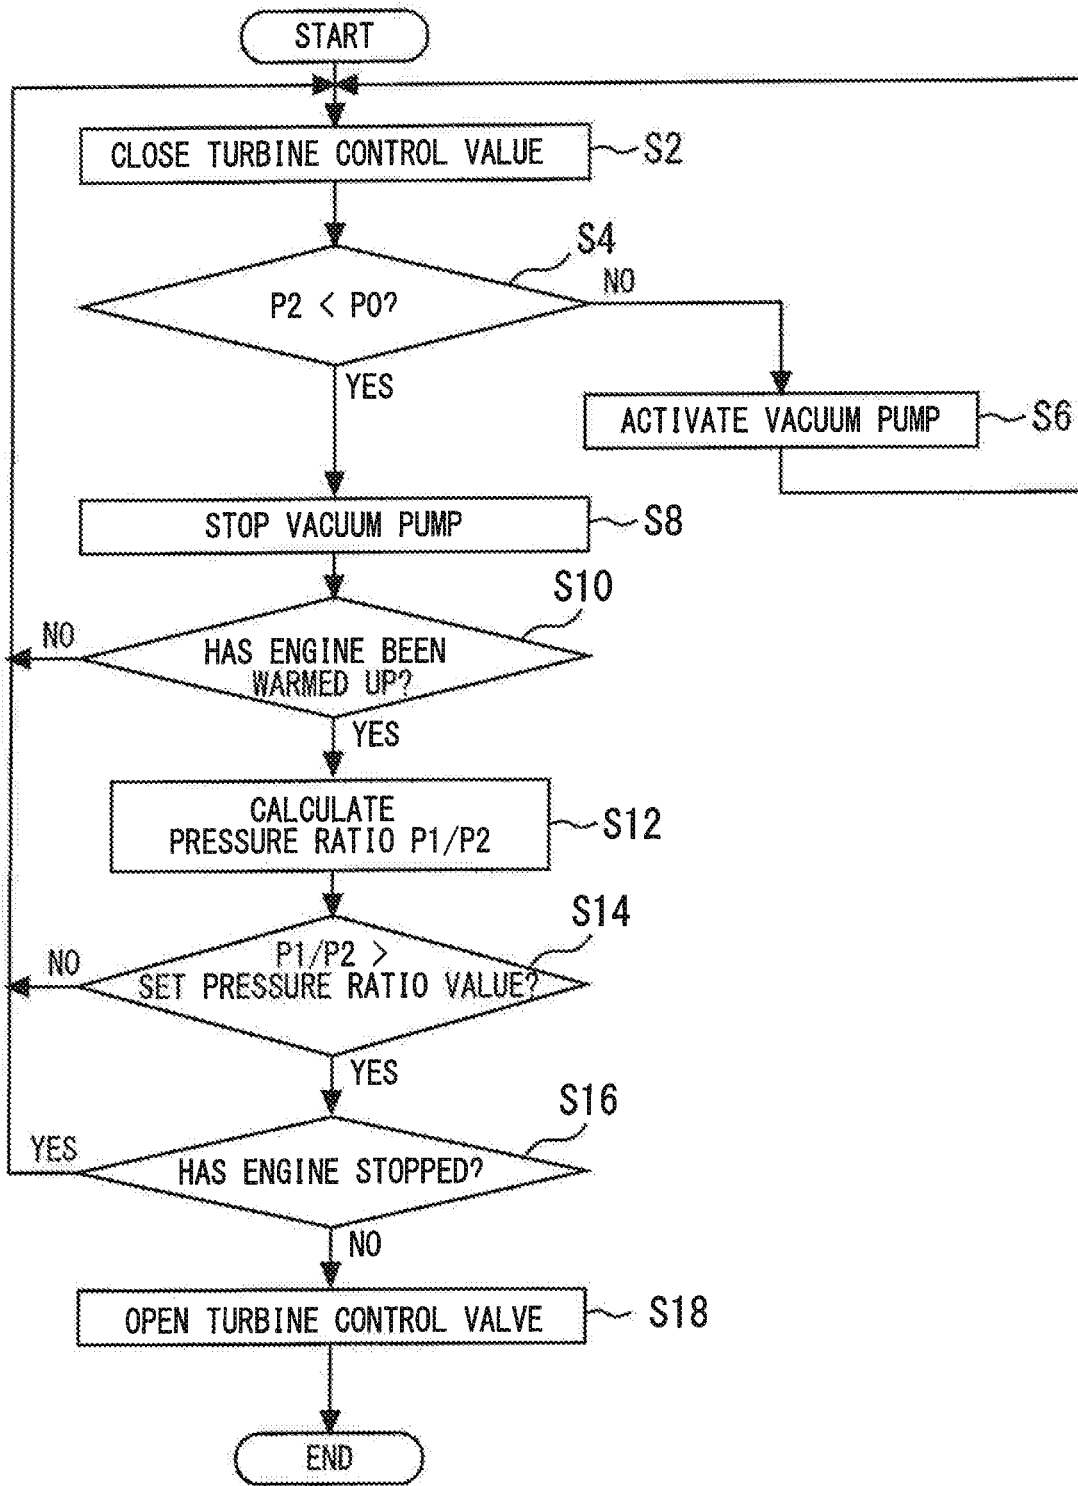 START
CLOSE TURBINE CONTROL VALUE
S2
S4
P2 < P0?
NO
YES
ACTIVATE VACUUM PUMP
S6
STOP VACUUM PUMP
S8
S10
NO
HAS ENGINE BEEN
WARMED UP?
YES
CALCULATE
PRESSURE RATIO P1/P2
S12
S14
NO
P1/P2 >
SET PRESSURE RATIO VALUE?
YES
S16
YES
HAS ENGINE STOPPED?
NO
OPEN TURBINE CONTROL VALVE
S18
END